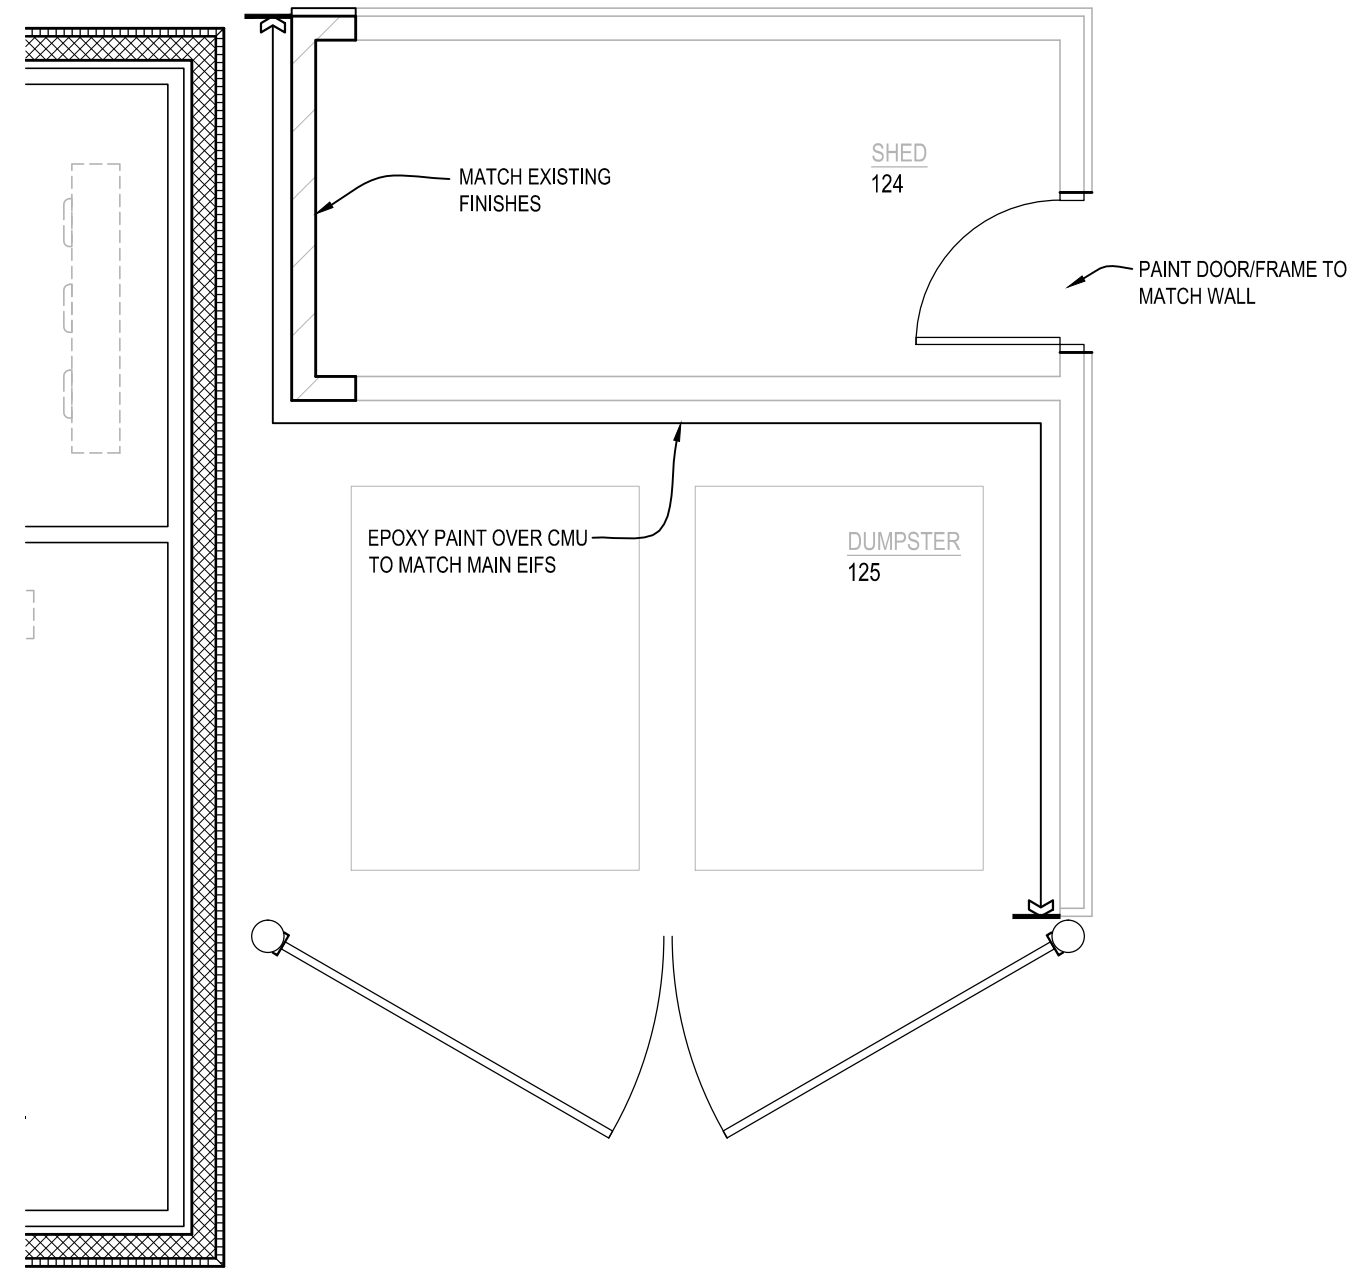 SHED
124
MATCH EXISTING
FINISHES
PAINT DOOR/FRAME TO
MATCH WALL
EPOXY PAINT OVER CMU
TO MATCH MAIN EIFS
DUMPSTER
125